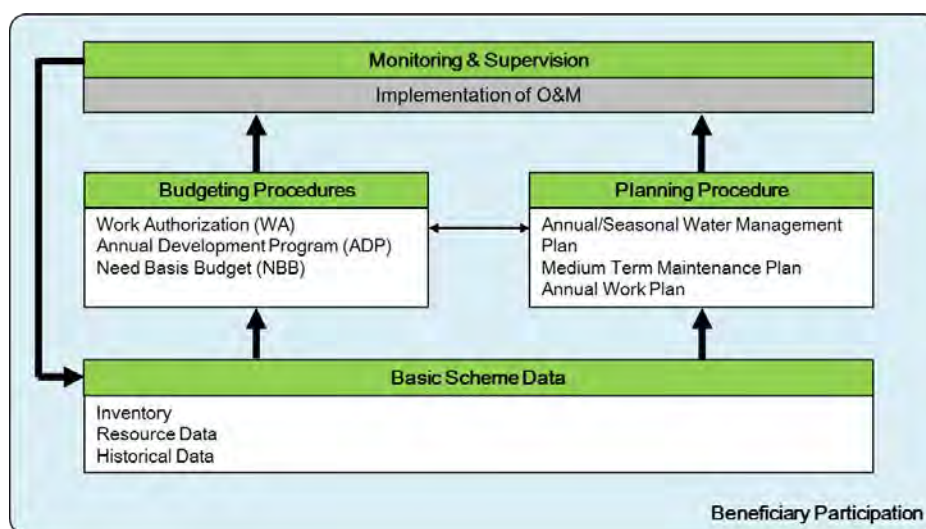 Monitoring & Supervision
Implementation of O&M
Budgeting Procedures
Work Authorization (WA)
Annual Development Program (ADP)
Need Basis Budget (NBB)
Planning Procedure
Annual/Seasonal Water Management
Plan
Medium Term Maintenance Plan
Annual Work Plan
Basic Scheme Data
Inventory
Resource Data
Historical Data
Beneficiary Participation